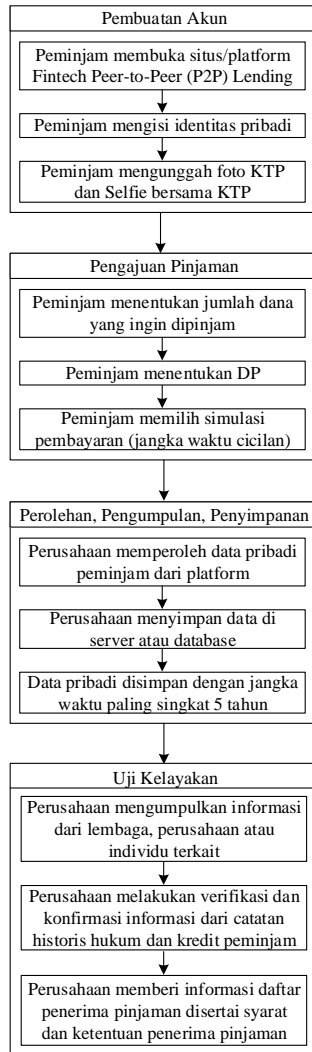 Pembuatan Akun
Peminjam membuka situs/platform
Fintech Peer-to-Peer (P2P) Lending
Peminjam mengisi identitas pribadi
Peminjam mengunggah foto KTP
dan Selfie bersama KTP
Pengajuan Pinjaman
Peminjam menentukan jumlah dana
yang ingin dipinjam
Peminjam menentukan DP
Peminjam memilih simulasi
pembayaran (jangka waktu cicilan)
Perolehan, Pengumpulan, Penyimpanan
Perusahaan memperoleh data pribadi
peminjam dari platform
Perusahaan menyimpan data di
server atau database
Data pribadi disimpan dengan jangka
waktu paling singkat 5 tahun
Uji Kelayakan
Perusahaan mengumpulkan informasi
dari lembaga, perusahaan atau
individu terkait
Perusahaan melakukan verifikasi dan
konfirmasi informasi dari catatan
historis hukum dan kredit peminjam
Perusahaan memberi informasi daftar
penerima pinjaman disertai syarat
dan ketentuan penerima pinjaman